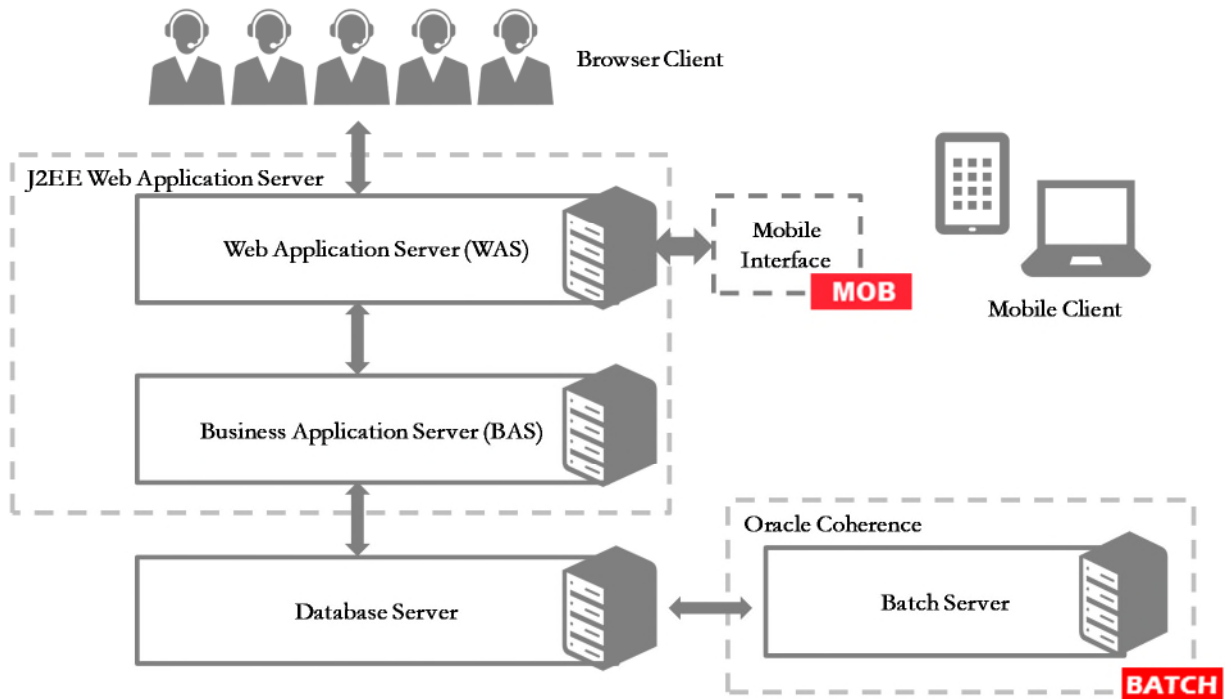 Browser Client
J2EE Web Application Server
Web Application Server (WAS)
Mobile
Interface
MOB
Mobile Client
Business Application Server (BAS)
Oracle Coherence
Database Server
Batch Server
BATCH